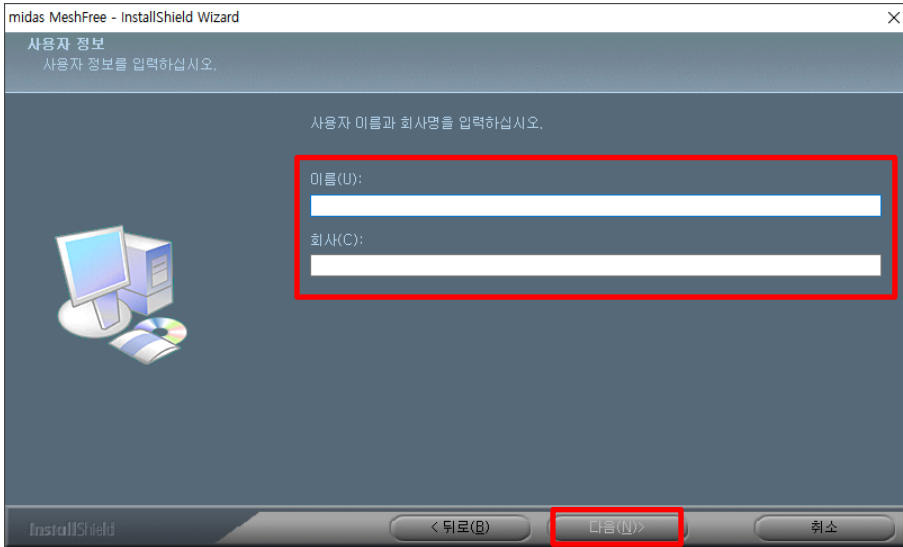 midas MeshFree - InstallShield Wizard
사용자 정보
사용자 정보를 입력하십시오.
사용자 이름과 회사명을 입력하십시오.
이름(U):
회사(C):
InstallShield
< 뒤로(B)
다음(N)>
취소